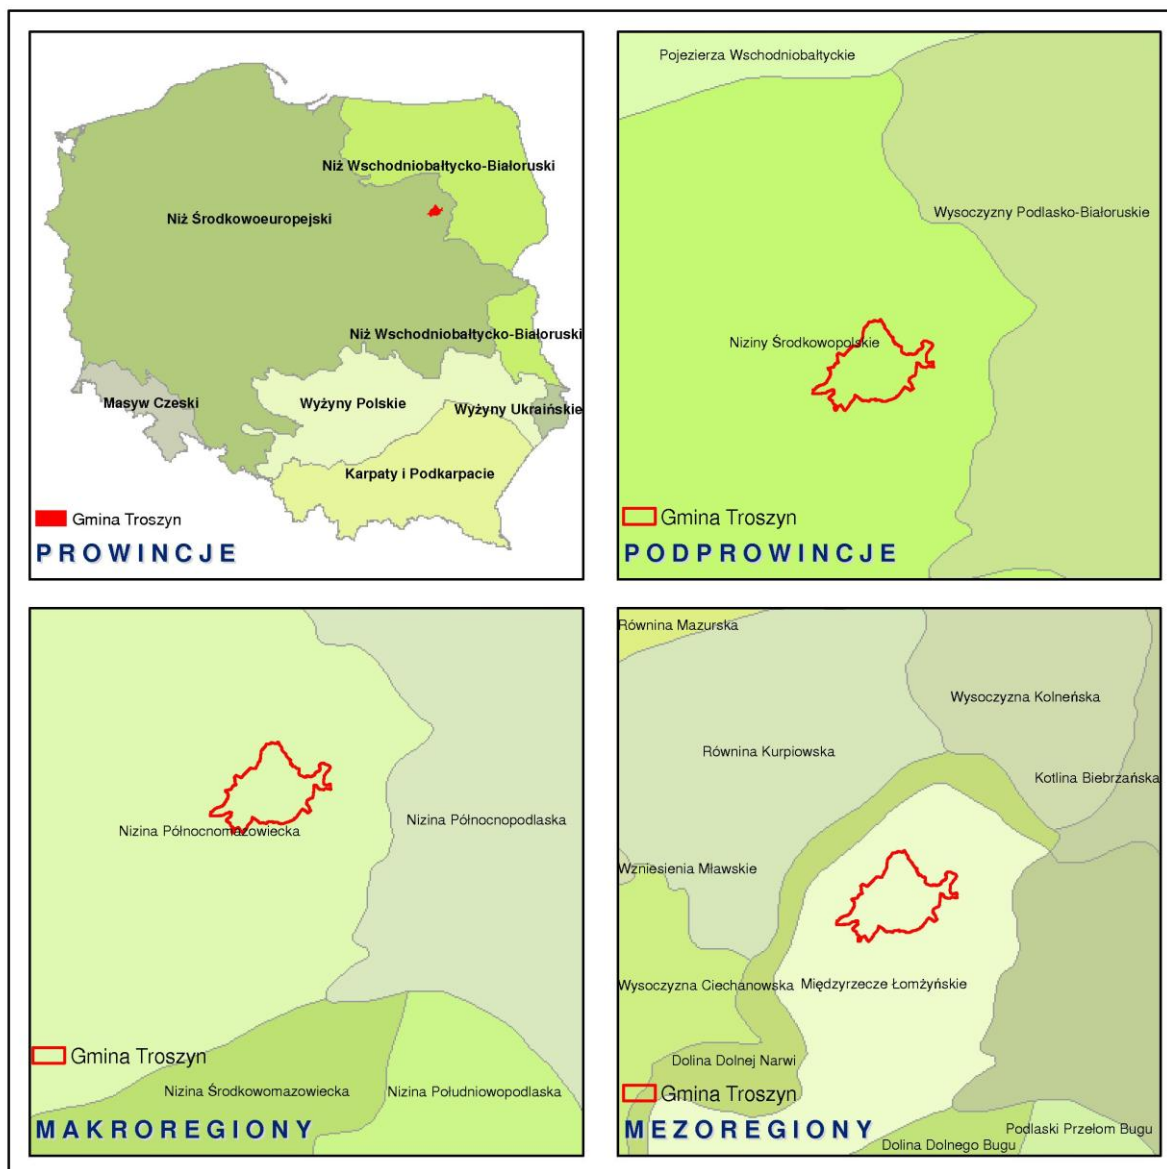 Niż Wschodniobałtycko-Białoruski
Niż Środkowoeuropejski
Niż Wschodniobałtycko-Białoruski
Masyw Czeski
Wyżyny Polskie
Wyżyny Ukraińskie
Karpaty i Podkarpacie
Gmina Troszyn
PROWINCJE
Pojezierza Wschodniobałtyckie
Wysoczyzny Podlasko-Białoruskie
Niziny Środkowopolskie
Gmina Troszyn
PODPROWINCJE
Nizina Północnomazowiecka
Nizina Północnopodlaska
Gmina Troszyn
Nizina Środkowomazowiecka
Nizina Południowopodlaska
MAKROREGIONY
Równina Mazurska
Wysoczyzna Kolneńska
Równina Kurpiowska
Kotlina Biebrzańska
Wzniesienia Mławskie
Wysoczyzna Ciechanowska
Międzyrzecze Łomżyńskie
Dolina Dolnej Narwi
Gmina Troszyn
MEZOREGIONY
Podlaski Przełom Bugu
Dolina Dolnego Bugu